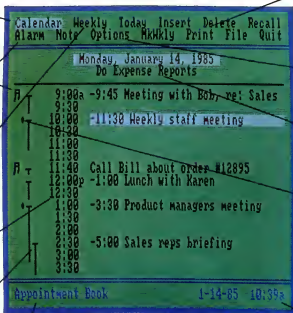 Calendar Weekly Today Insert Delete Recall
Alarm Note Options MkWkly Print File Quit
Monday, January 14, 1985
Do Expense Reports
A 9:00a -9:45 Meeting with Bob, re: Sales
9:30
10:00 -11:30 Weekly staff meeting
10:30
11:00
11:30
A 11:40 Call Bill about order #12895
12:00p -1:00 Lunch with Karen
12:30
1:00 -3:30 Product managers meeting
1:30
2:00
2:30 -5:00 Sales reps briefing
3:00
3:30
Appointment Book 1-14-85 10:39a